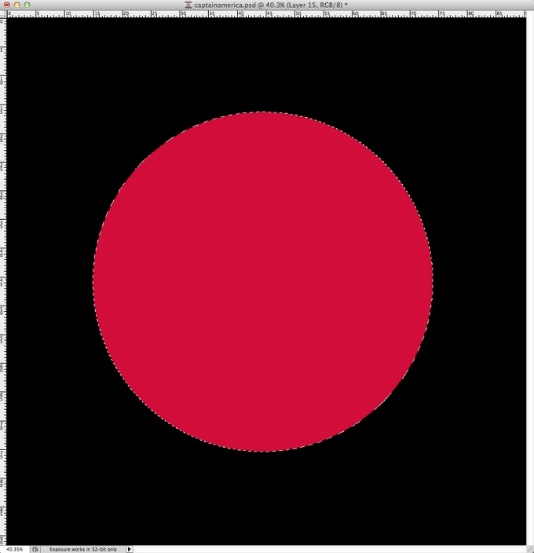 captainamerica.psd @ 40.3% (Layer 15, RGB/8) *
40.35%
Exposure works in 32-bit only